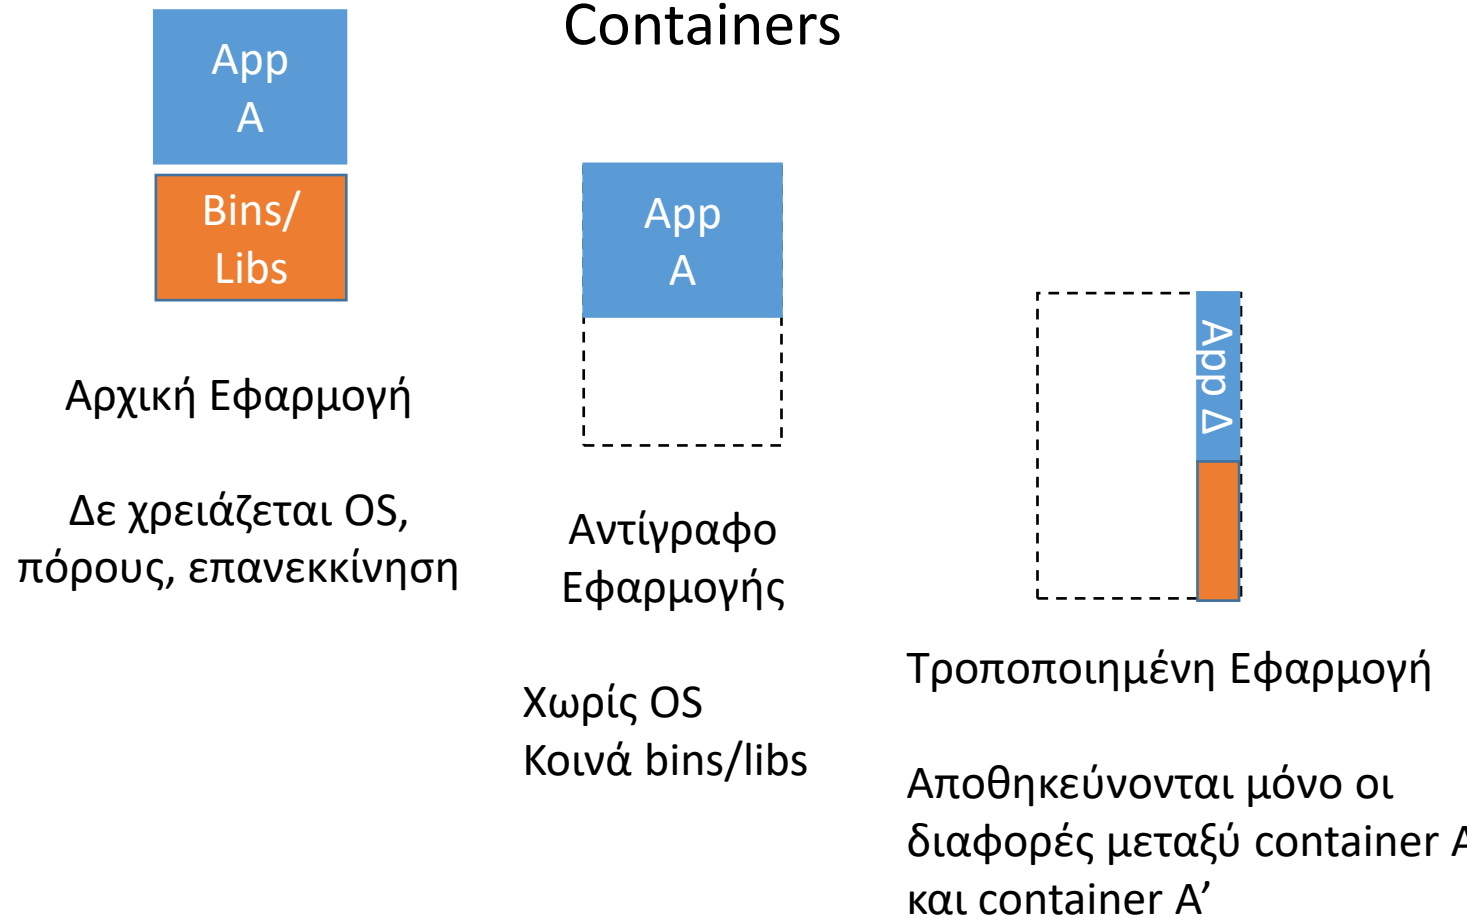 Containers
App
A
Bins/
Libs
Αρχική Εφαρμογή
Δε χρειάζεται OS,
πόρους, επανεκκίνηση
App
A
Αντίγραφο
Εφαρμογής
Χωρίς OS
Κοινά bins/libs
App Δ
Τροποποιημένη Εφαρμογή
Αποθηκεύνονται μόνο οι
διαφορές μεταξύ container A
και container A’